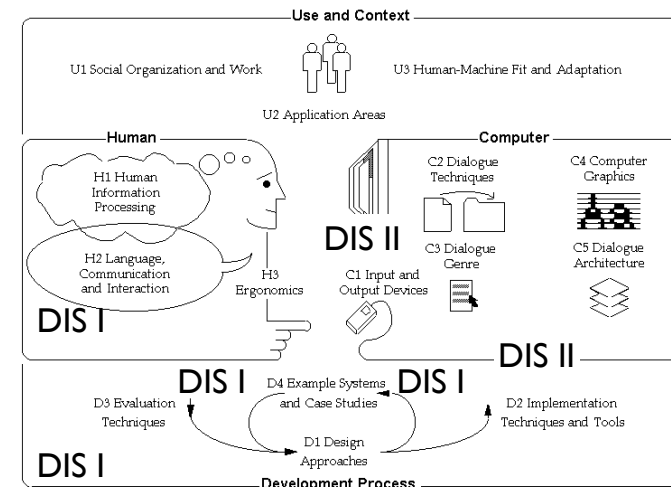 Use and Context
U1 Social Organization and Work
U3 Human-Machine Fit and Adaptation
U2 Application Areas
Human
Computer
H1 Human
Information
Processing
H2 Language,
Communication
and Interaction
DIS I
H3
Ergonomics
DIS II
C2 Dialogue
Techniques
C4 Computer
Graphics
Aa
C3 Dialogue
Genre
C1 Input and
Output Devices
C5 Dialogue
Architecture
DIS II
DIS I
D4 Example Systems
and Case Studies
DIS I
D3 Evaluation
Techniques
D2 Implementation
Techniques and Tools
D1 Design
Approaches
DIS I
Development Process